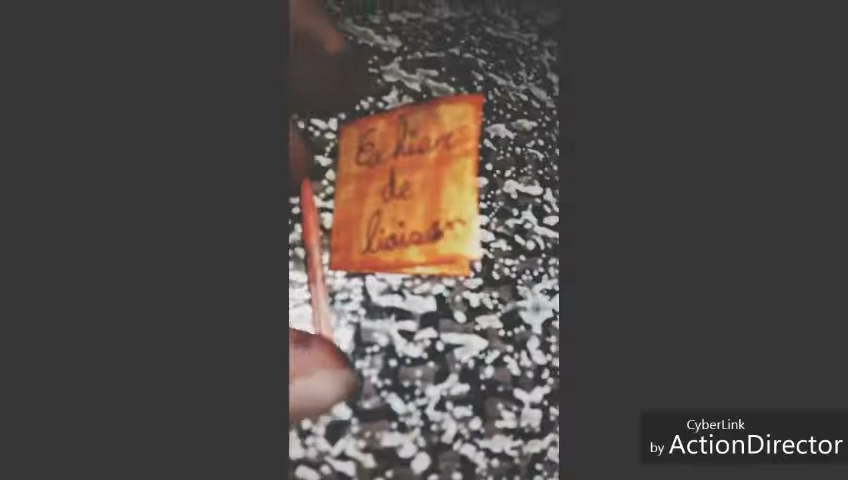 Cahier
de
liaison
CyberLink
by ActionDirector